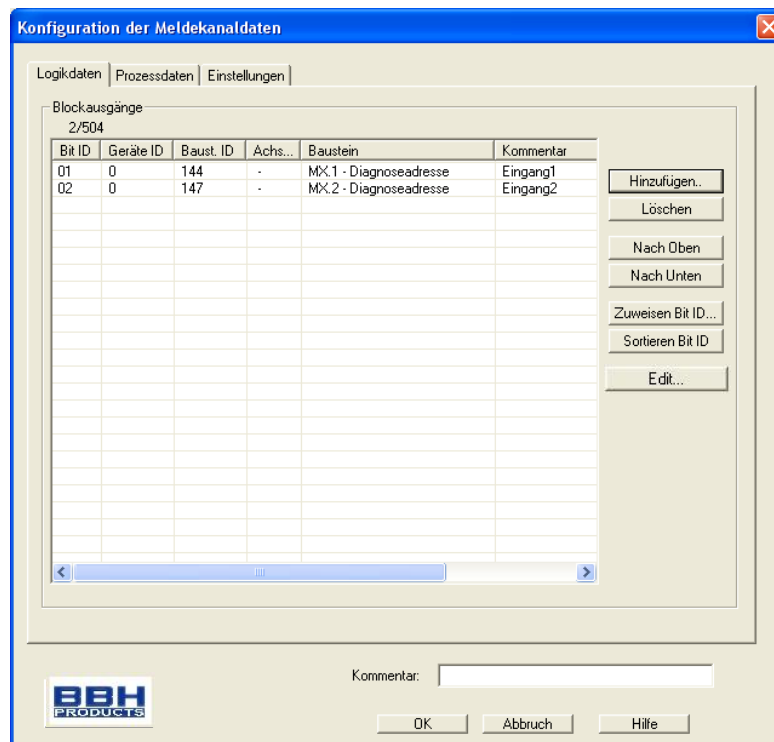 Konfiguration der Meldekanaldaten
Logikdaten Prozessdaten Einstellungen
Blockausgänge
2/504
Bit ID Geräte ID Baust. ID Achs... Baustein Kommentar
01 0 144 - MX.1 - Diagnoseadresse Eingang1
02 0 147 - MX.2 - Diagnoseadresse Eingang2
Hinzufügen..
Löschen
Nach Oben
Nach Unten
Zuweisen Bit ID...
Sortieren Bit ID
Edit...
Kommentar:
BBH
PRODUCTS
OK Abbruch Hilfe